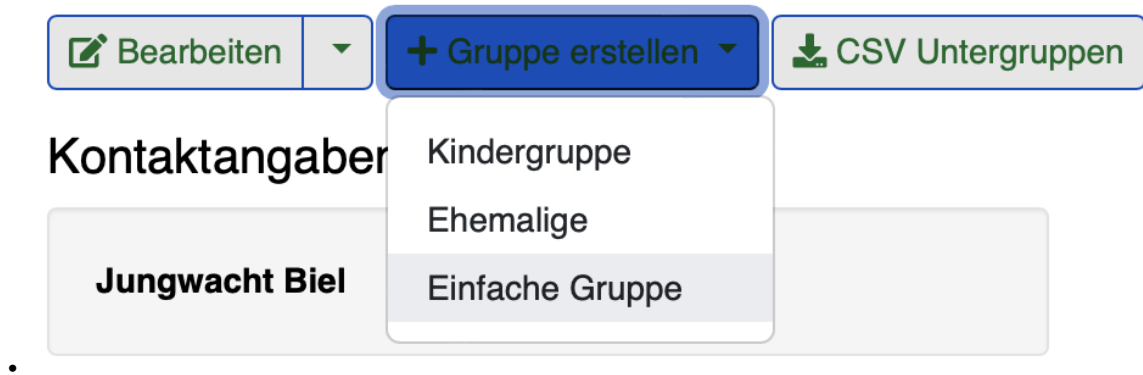 Bearbeiten
+ Gruppe erstellen
CSV Untergruppen
Kontaktangaben
Kindergruppe
Ehemalige
Einfache Gruppe
Jungwacht Biel